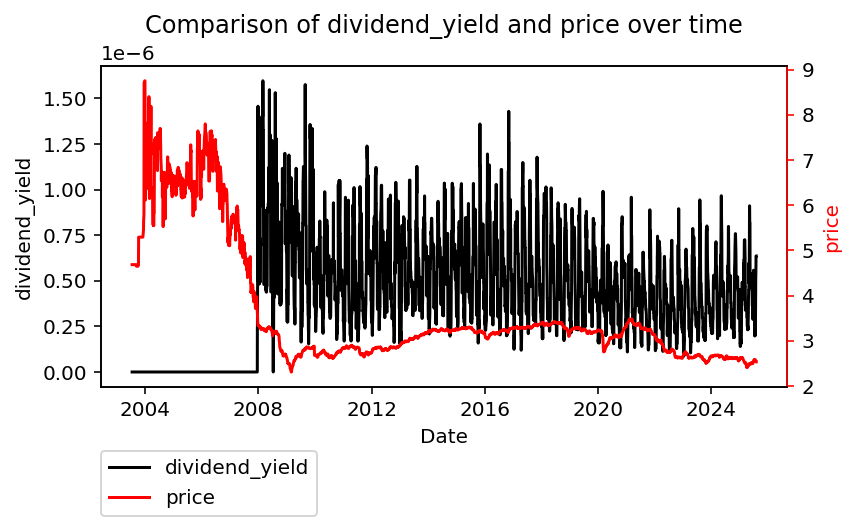 Comparison of dividend_yield and price over time
1e−6
1.50
1.25
1.00
0.75
0.50
0.25
0.00
dividend_yield
9
8
7
6
5
4
3
2
price
2004 2008 2012 2016 2020 2024
Date
dividend_yield
price